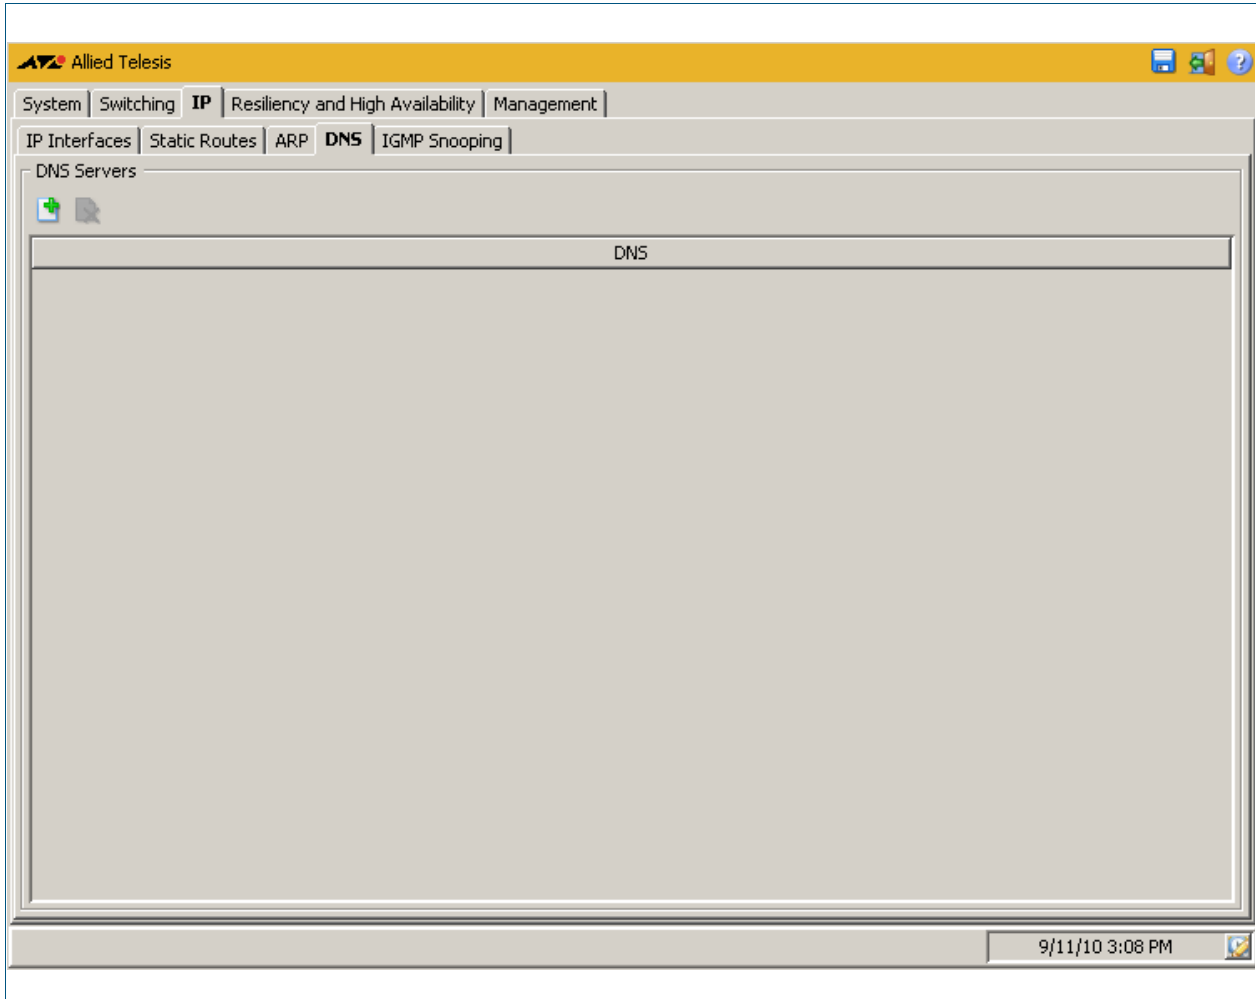 Allied Telesis
System Switching IP Resiliency and High Availability Management
IP Interfaces Static Routes ARP DNS IGMP Snooping
DNS Servers
DNS
9/11/10 3:08 PM